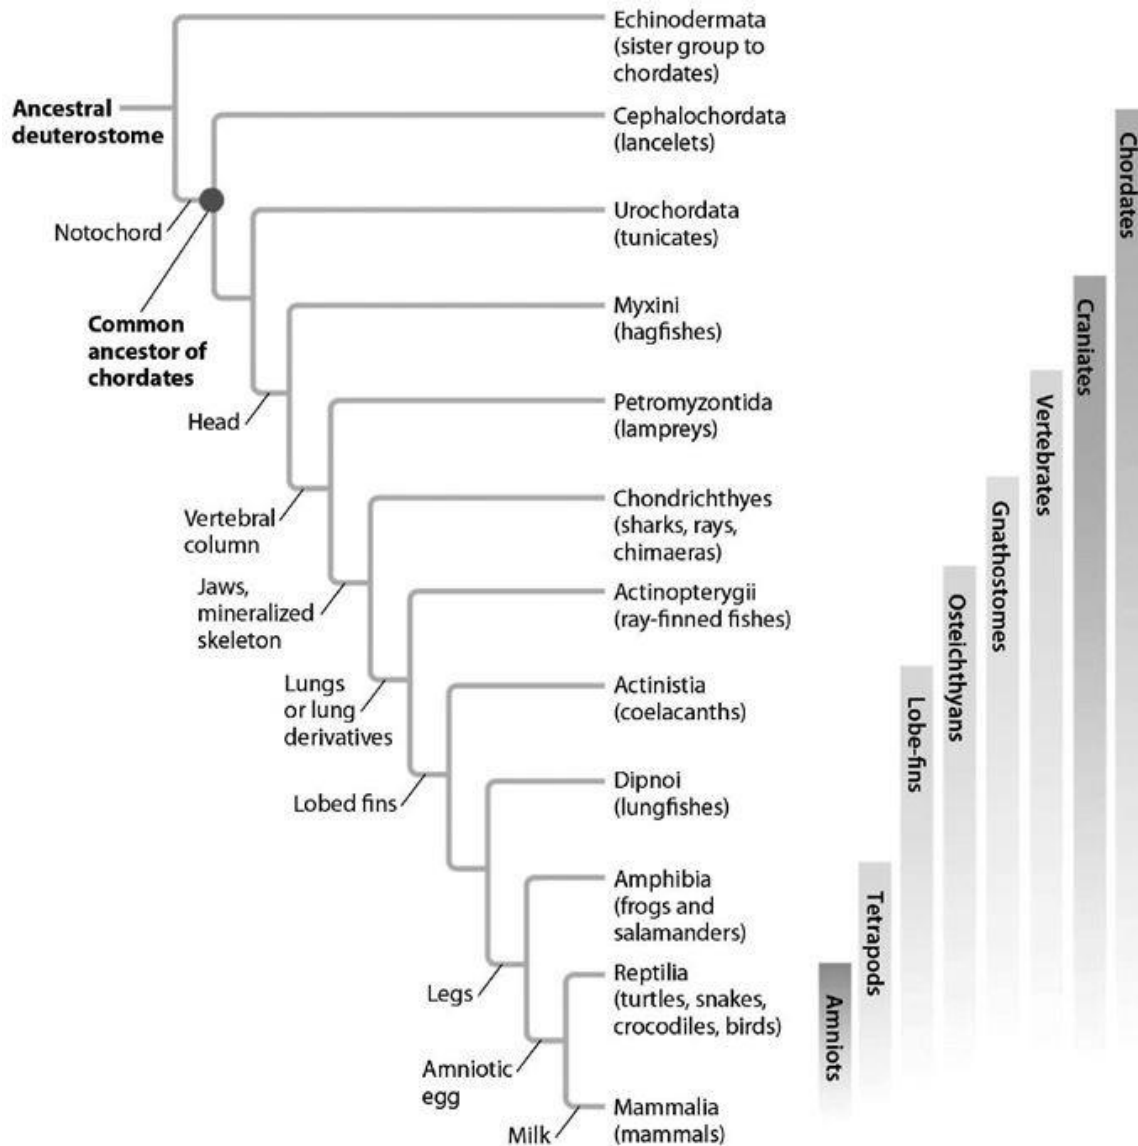 Echinodermata
(sister group to
chordates)
Ancestral
deuterostome
Cephalochordata
(lancelets)
Notochord
Urochordata
(tunicates)
Common
ancestor of
chordates
Myxini
(hagfishes)
Head
Petromyzontida
(lampreys)
Vertebral
column
Chondrichthyes
(sharks, rays,
chimaeras)
Jaws,
mineralized
skeleton
Actinopterygii
(ray-finned fishes)
Lungs
or lung
derivatives
Actinistia
(coelacanths)
Lobed fins
Dipnoi
(lungfishes)
Amphibia
(frogs and
salamanders)
Legs
Reptilia
(turtles, snakes,
crocodiles, birds)
Amniotic
egg
Milk
Mammalia
(mammals)
Amniots
Tetrapods
Lobe-fins
Osteichthyans
Gnathostomes
Vertebrates
Craniates
Chordates